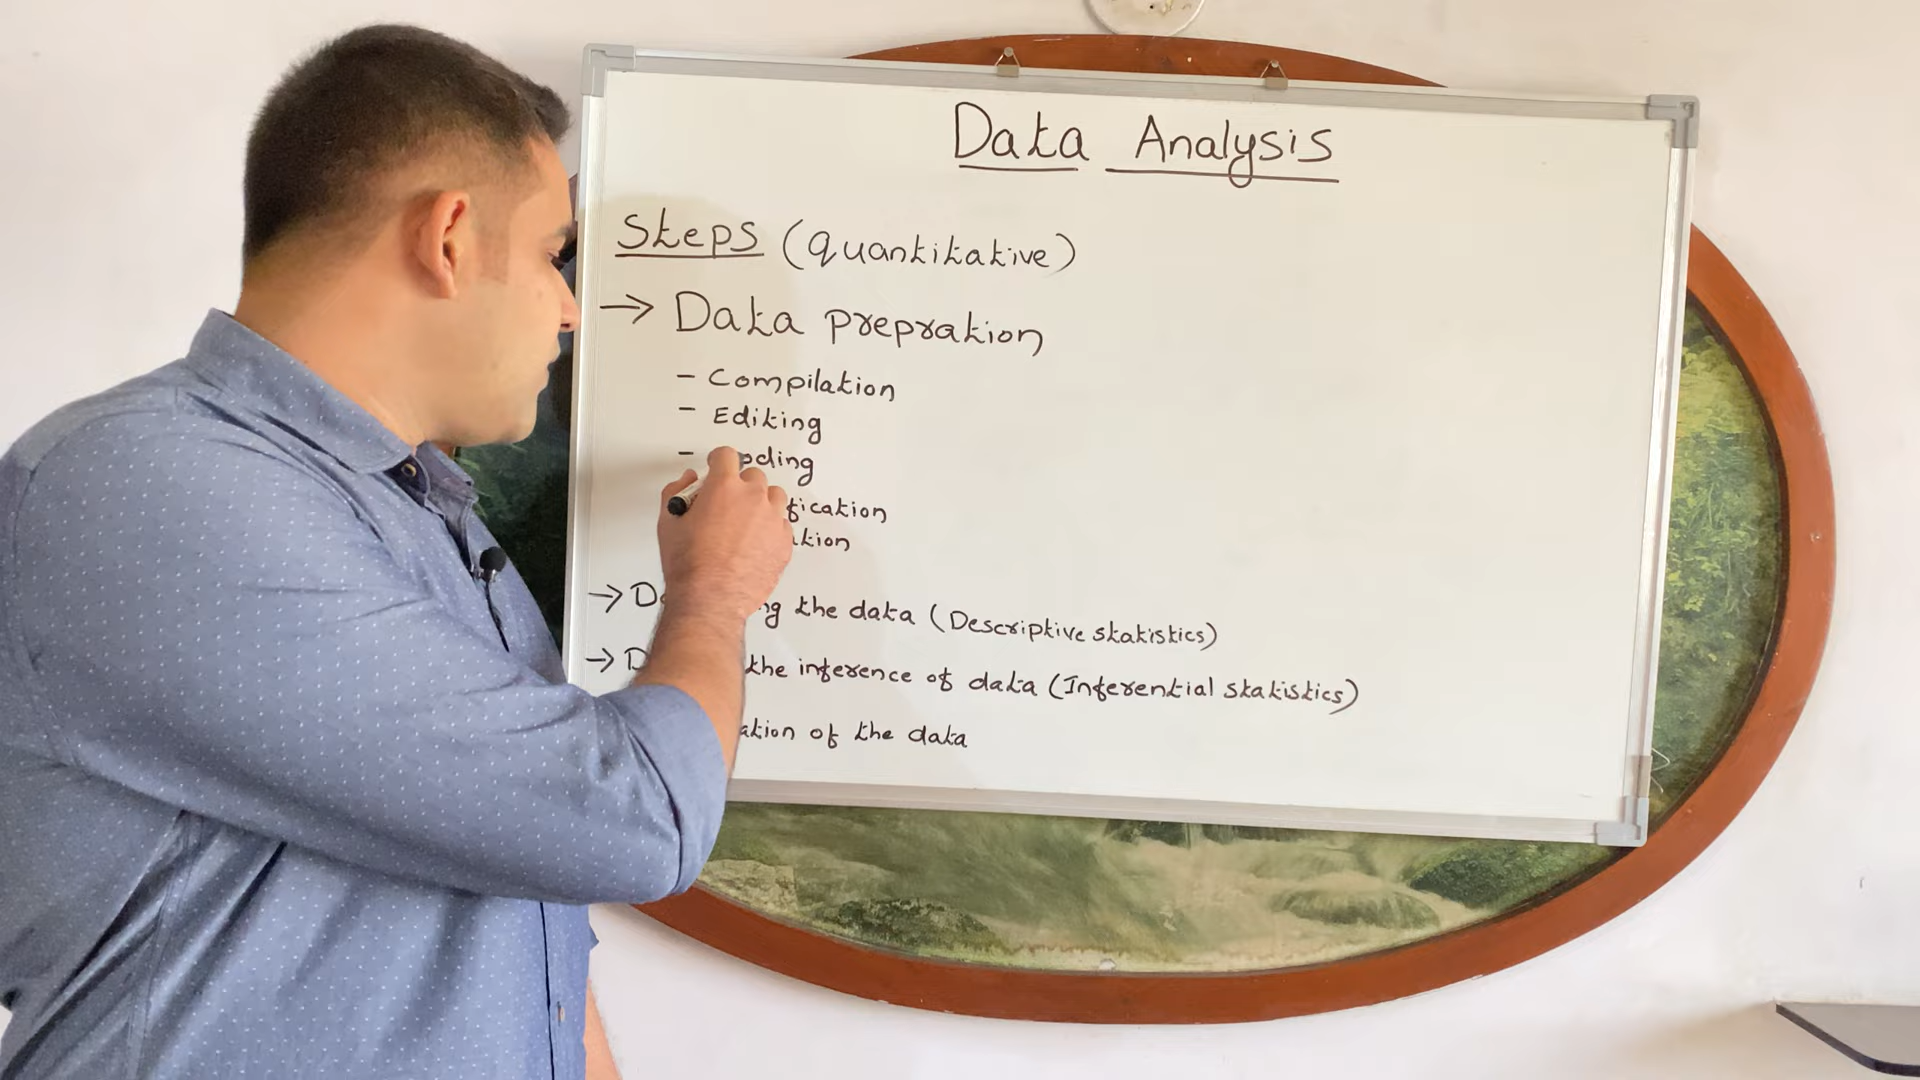 Data Analysis
Steps (Quantitative)
→ Data prepration
- Compilation
- Editing
-
→ the data (Descriptive statistics)
→ the inference of data (Inferential statistics)
of the data